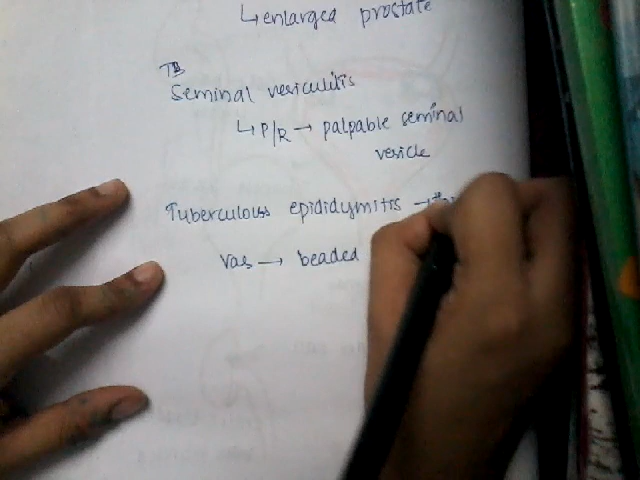 ↳enlarged prostate
TB
Seminal vesiculitis
↳P/R → palpable seminal
vesicle
Tuberculous epididymitis →
Vas → beaded